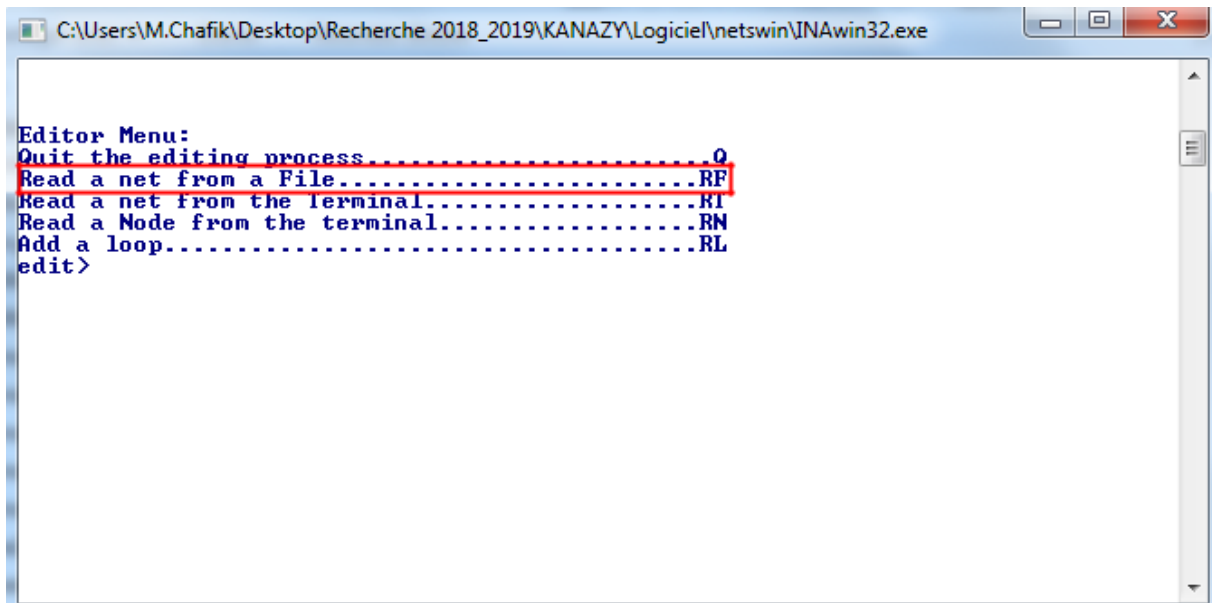 C:\Users\M.Chafik\Desktop\Recherche 2018_2019\KANAZY\Logiciel\netswin\INAwin32.exe
Editor Menu:
Quit the editing process........................Q
Read a net from a File.........................RF
Read a net from the Terminal...................RT
Read a Node from the terminal..................RN
Add a loop.....................................RL
edit>